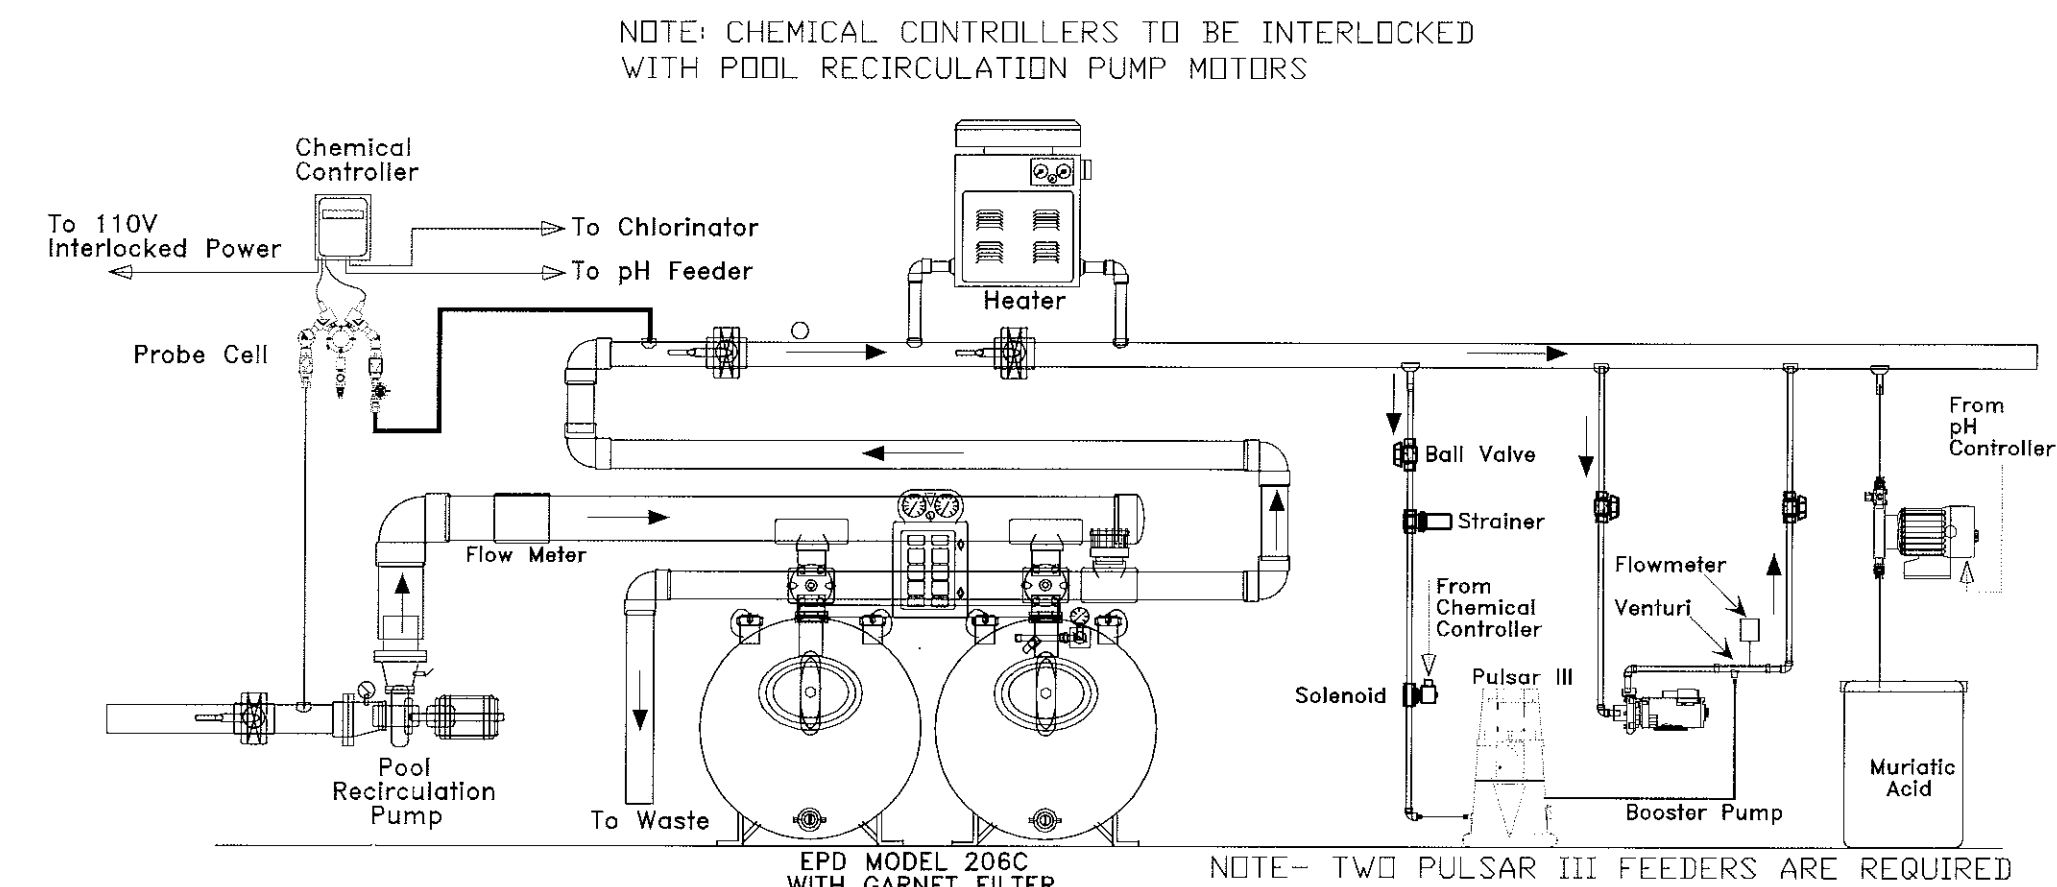 NOTE: CHEMICAL CONTROLLERS TO BE INTERLOCKED
WITH POOL RECIRCULATION PUMP MOTORS
Chemical
Controller
To 110V
Interlocked Power
To Chlorinator
To pH Feeder
Heater
Probe Cell
From
pH
Controller
Ball Valve
Strainer
Flow Meter
Flowmeter
Venturi
From
Chemical
Controller
Solenoid
Pulsar III
Pool
Recirculation
Pump
To Waste
Booster Pump
Muriatic
Acid
EPD MODEL 206C
WITH GARNET FILTER
NOTE- TWO PULSAR III FEEDERS ARE REQUIRED